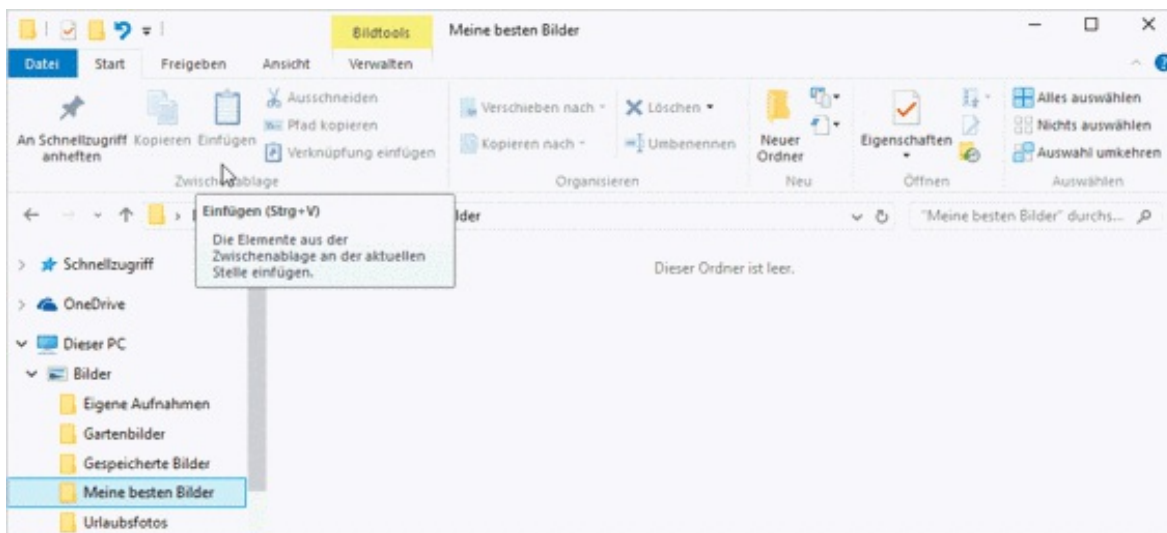 Bildtools
Meine besten Bilder
Datei Start Freigeben Ansicht Verwalten
An Schnellzugriff anheften
Kopieren
Einfügen
Ausschneiden
Pfad kopieren
Verknüpfung einfügen
Zwischenablage
Verschieben nach
Kopieren nach
Löschen
Umbenennen
Organisieren
Neuer
Ordner
Neu
Eigenschaften
Öffnen
Alles auswählen
Nichts auswählen
Auswahl umkehren
Auswählen
lder
"Meine besten Bilder" durchs...
Einfügen (Strg+V)
Die Elemente aus der
Zwischenablage an der aktuellen
Stelle einfügen.
Dieser Ordner ist leer.
Schnellzugriff
OneDrive
Dieser PC
Bilder
Eigene Aufnahmen
Gartenbilder
Gespeicherte Bilder
Meine besten Bilder
Urlaubsfotos